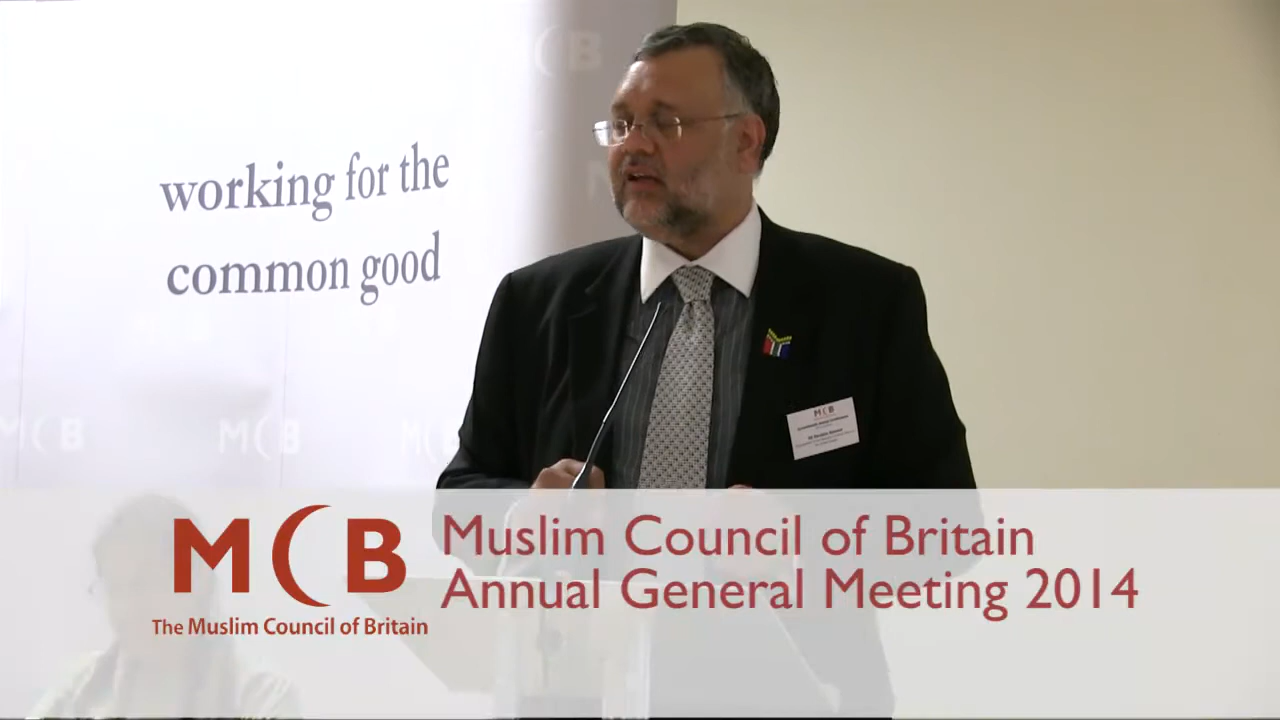 working for the
common good
M B
M B
M B
M B
MCB
Muslim Council of Britain
Annual General Meeting 2014
The Muslim Council of Britain